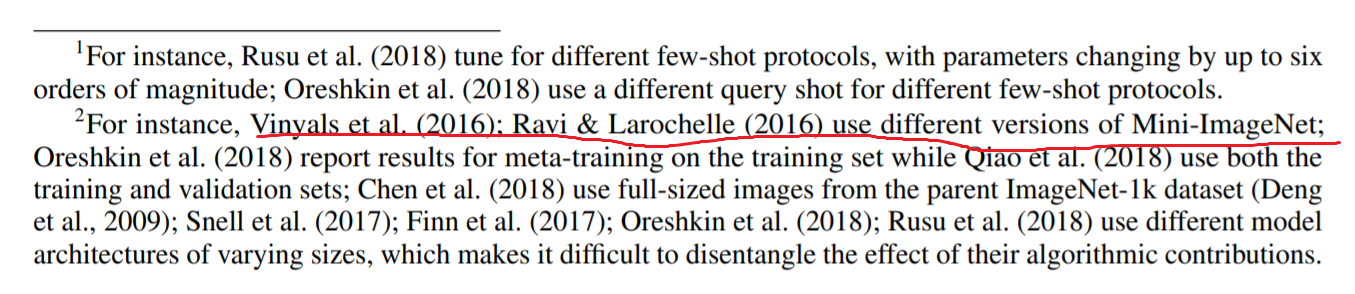 ¹For instance, Rusu et al. (2018) tune for different few-shot protocols, with parameters changing by up to six
orders of magnitude; Oreshkin et al. (2018) use a different query shot for different few-shot protocols.
²For instance, Vinyals et al. (2016); Ravi & Larochelle (2016) use different versions of Mini-ImageNet;
Oreshkin et al. (2018) report results for meta-training on the training set while Qiao et al. (2018) use both the
training and validation sets; Chen et al. (2018) use full-sized images from the parent ImageNet-1k dataset (Deng
et al., 2009); Snell et al. (2017); Finn et al. (2017); Oreshkin et al. (2018); Rusu et al. (2018) use different model
architectures of varying sizes, which makes it difficult to disentangle the effect of their algorithmic contributions.